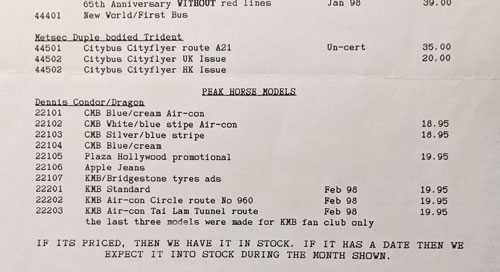 65th Anniversary WITHOUT red lines Jan 98 39.00
44401 New World/First Bus
Metsec Duple bodied Trident
44501 Citybus Cityflyer route A21 Un-cert 35.00
44502 Citybus Cityflyer UK Issue 20.00
44502 Citybus Cityflyer HK Issue
PEAK HORSE MODELS
Dennis Condor/Dragon
22101 CMB Blue/cream Air-con
22102 CMB White/blue stipe Air-con 18.95
22103 CMB Silver/blue stripe 18.95
22104 CMB Blue/cream
22105 Plaza Hollywood promotional 19.95
22106 Apple Jeans
22107 KMB/Bridgestone tyres ads
22201 KMB Standard Feb 98 19.95
22202 KMB Air-con Circle route No 960 Feb 98 19.95
22203 KMB Air-con Tai Lam Tunnel route Feb 98 19.95
the last three models were made for KMB fan club only
IF ITS PRICED, THEN WE HAVE IT IN STOCK. IF IT HAS A DATE THEN WE
EXPECT IT INTO STOCK DURING THE MONTH SHOWN.